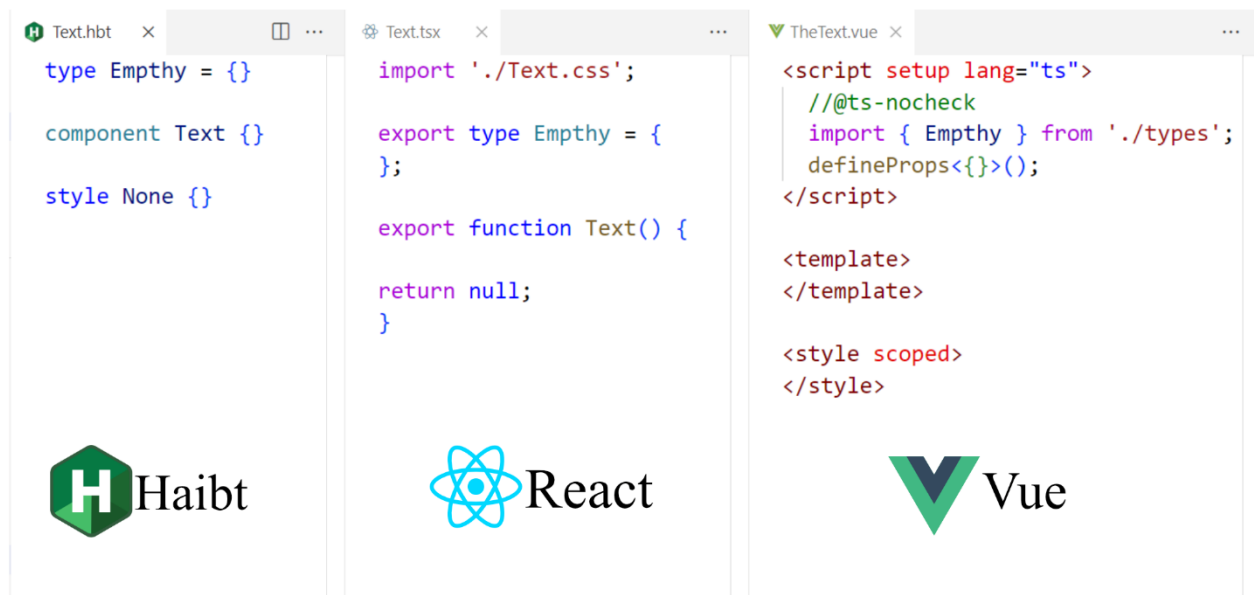 Text.hbt
type Empthy = {}
component Text {}
style None {}
H Haibt
Text.tsx
import './Text.css';
export type Empthy = {
};
export function Text() {
return null;
}
React
TheText.vue
<script setup lang="ts">
//@ts-nocheck
import { Empthy } from './types';
defineProps<{}>();
</script>
<template>
</template>
<style scoped>
</style>
Vue